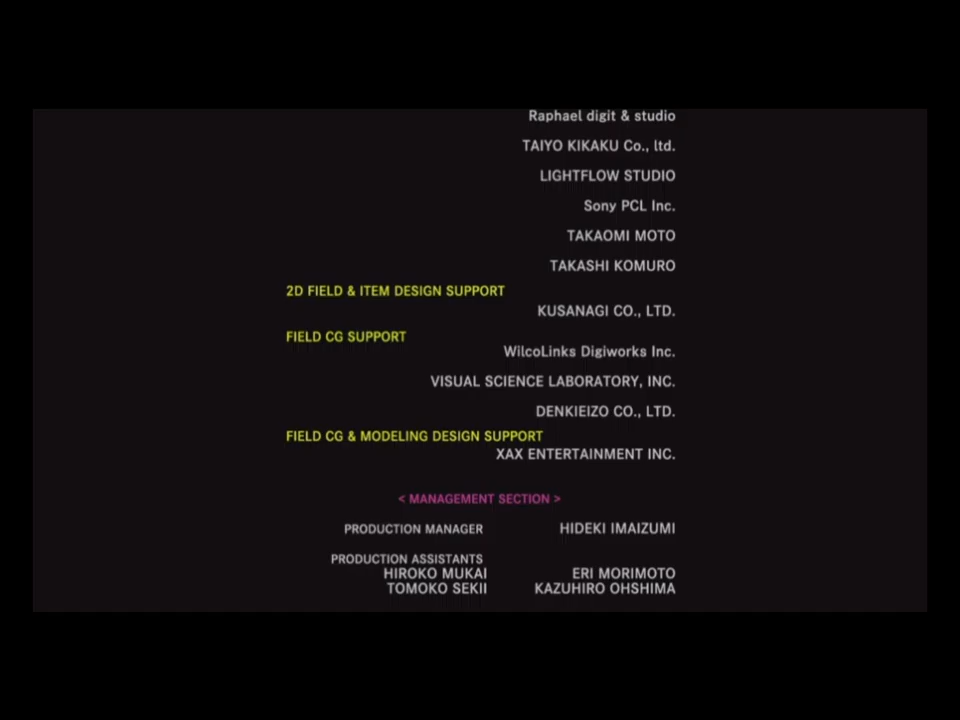 Raphael digit & studio
TAIYO KIKAKU Co., ltd.
LIGHTFLOW STUDIO
Sony PCL Inc.
TAKAOMI MOTO
TAKASHI KOMURO
2D FIELD & ITEM DESIGN SUPPORT
KUSANAGI CO., LTD.
FIELD CG SUPPORT
WilcoLinks Digiworks Inc.
VISUAL SCIENCE LABORATORY, INC.
DENKIEIZO CO., LTD.
FIELD CG & MODELING DESIGN SUPPORT
XAX ENTERTAINMENT INC.
< MANAGEMENT SECTION >
PRODUCTION MANAGER HIDEKI IMAIZUMI
PRODUCTION ASSISTANTS
HIROKO MUKAI ERI MORIMOTO
TOMOKO SEKII KAZUHIRO OHSHIMA